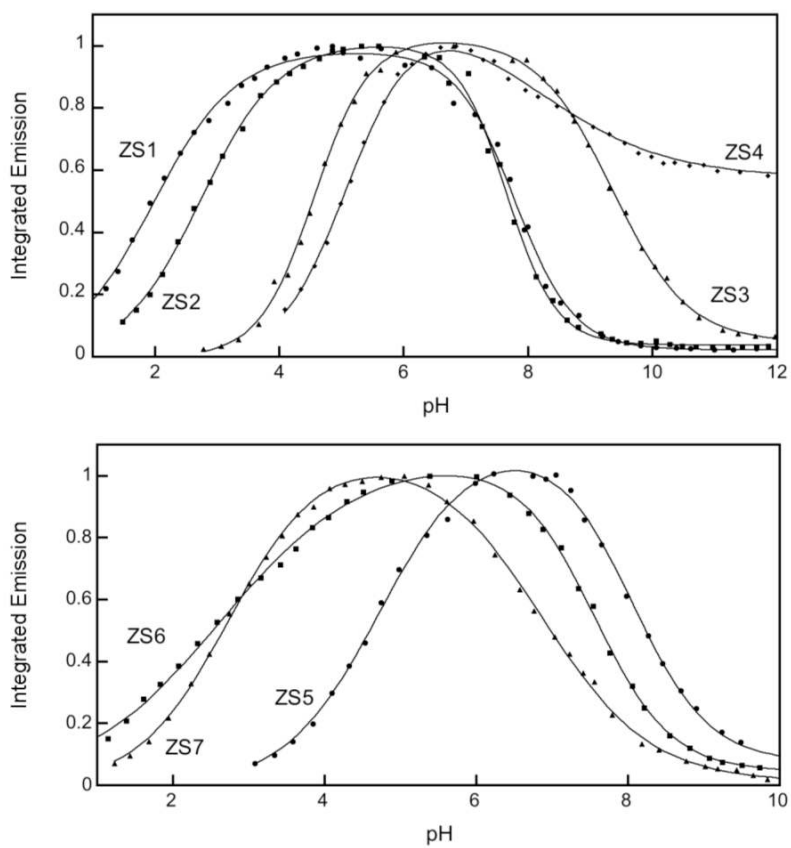 1
0.8
0.6
0.4
0.2
0
Integrated Emission
ZS1
ZS2
ZS4
ZS3
2 4 6 8 10 12
pH
1
0.8
0.6
0.4
0.2
0
Integrated Emission
ZS6
ZS7
ZS5
2 4 6 8 10
pH